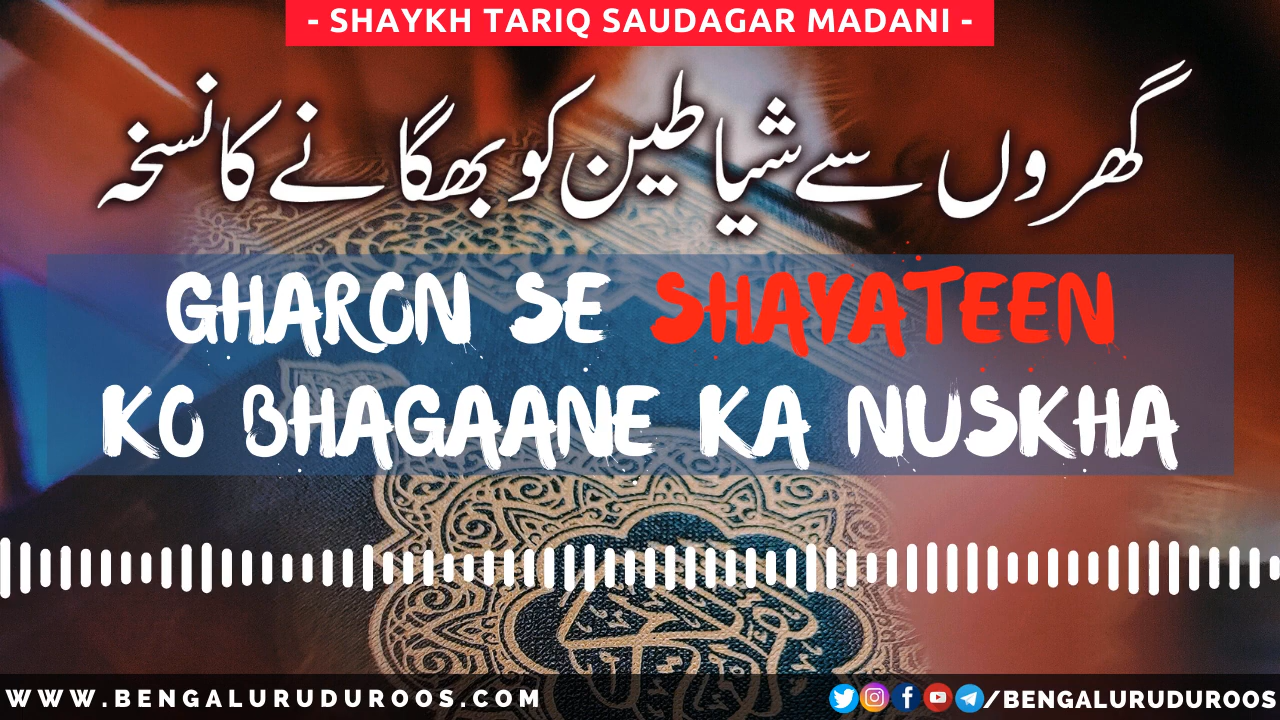 - SHAYKH TARIQ SAUDAGAR MADANI -
گھروں سے شیاطین کو بھگانے کا نسخہ
GHARON SE SHAYATEEN
KO BHAGAANE KA NUSKHA
WWW.BENGALURUDUROOS.COM
/BENGALURUDUROOS